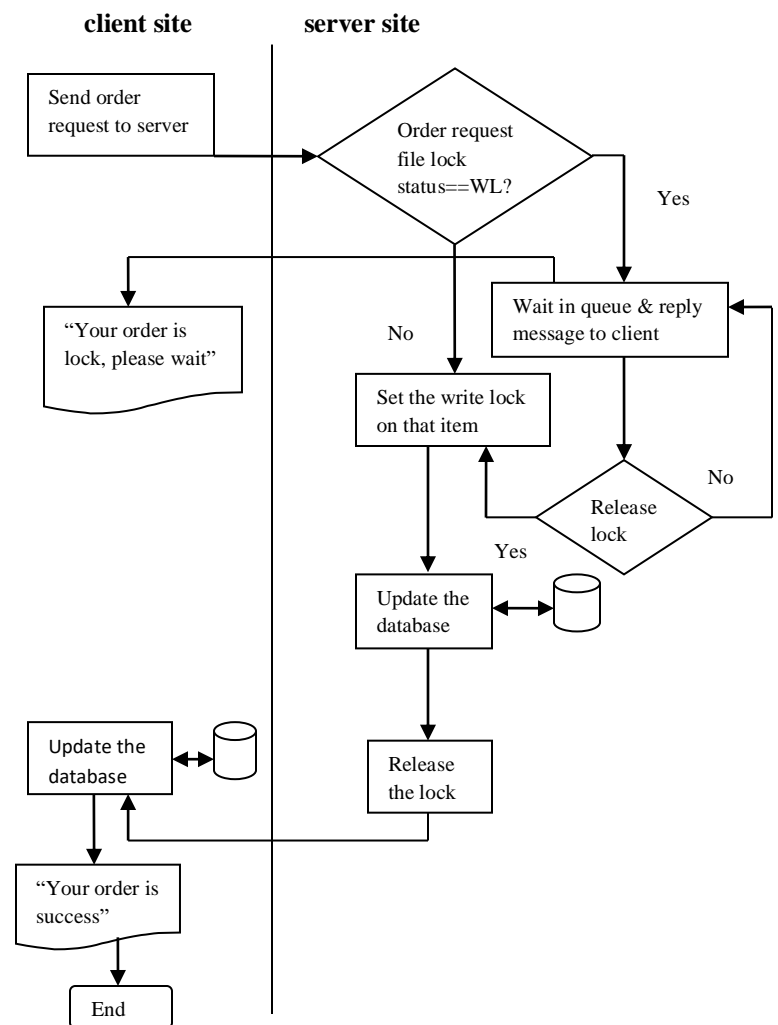 client site
server site
Send order
request to server
Order request
file lock
status==WL?
Yes
Wait in queue & reply
message to client
“Your order is
lock, please wait”
No
Set the write lock
on that item
Release
lock
No
Yes
Update the
database
Update the
database
Release
the lock
“Your order is
success”
End